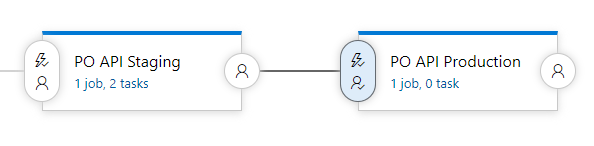 PO API Staging
1 job, 2 tasks
PO API Production
1 job, 0 task